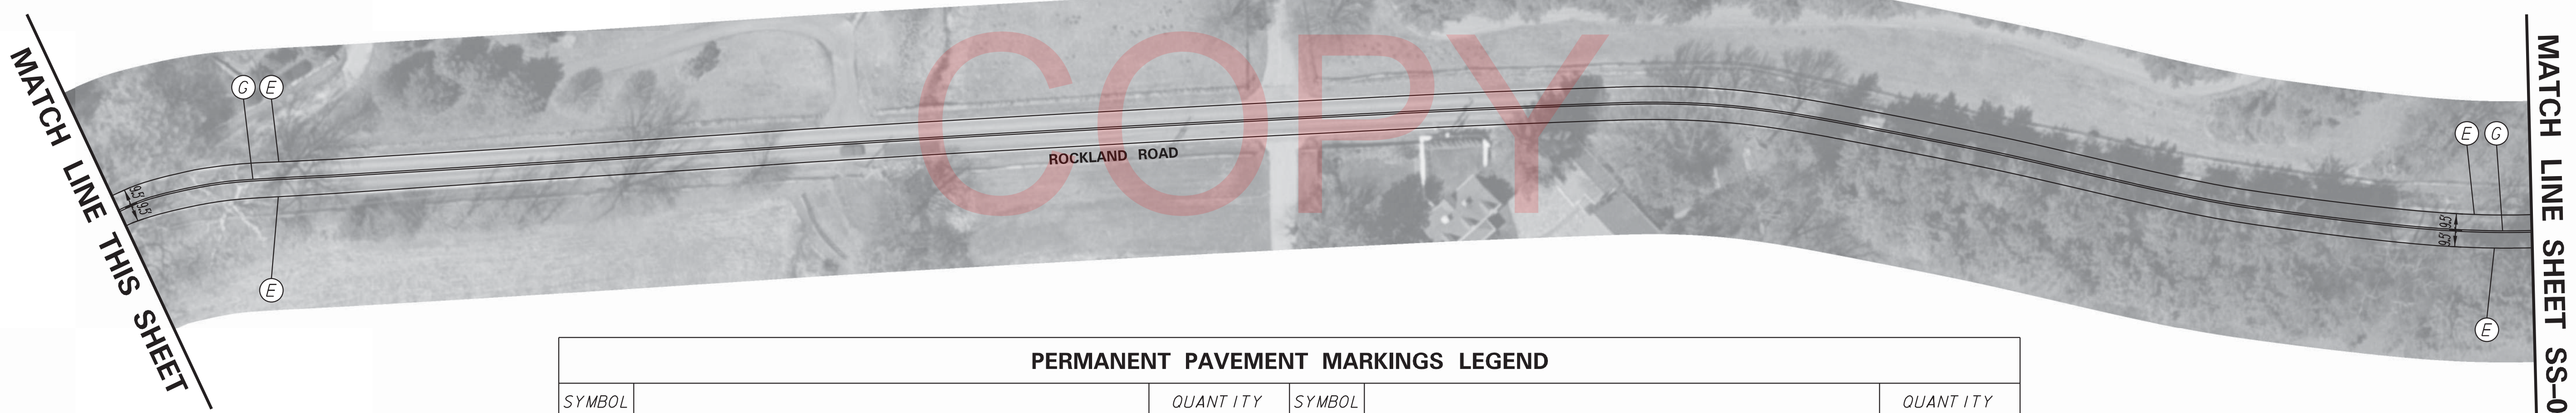 MATCH LINE THIS SHEET
G E
9.5' 9.5'
E
COPY
ROCKLAND ROAD
E G
9.5' 9.5'
E
MATCH LINE SHEET SS-0
PERMANENT PAVEMENT MARKINGS LEGEND
SYMBOL QUANTITY SYMBOL QUANTITY